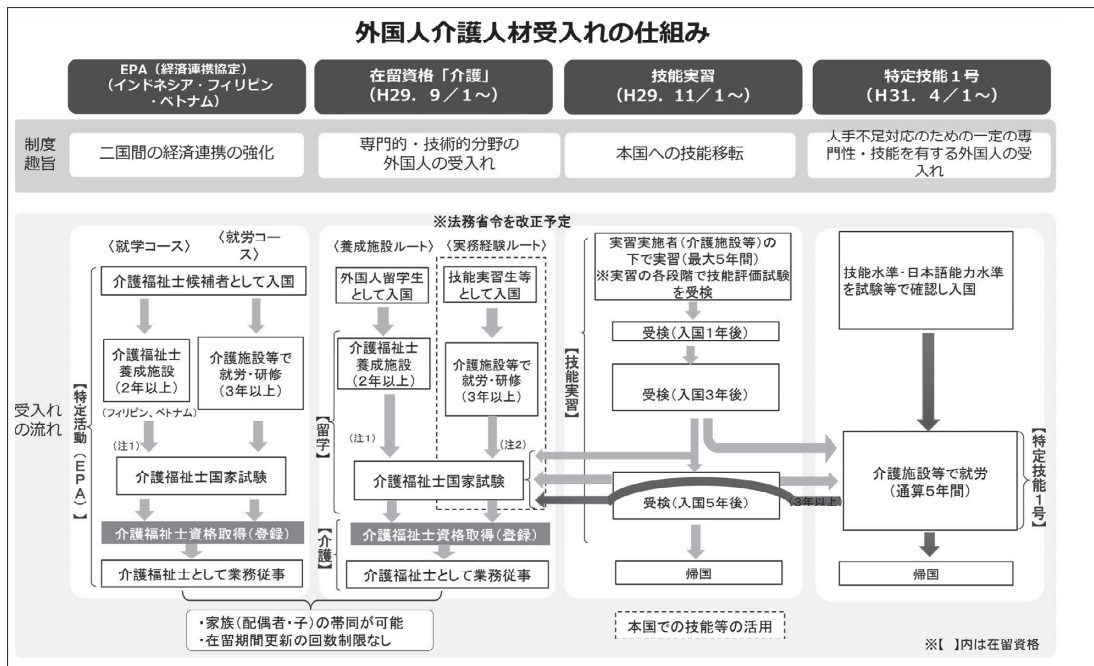 外国人介護人材受入れの仕組み
EPA（経済連携協定）
（インドネシア・フィリピン
・ベトナム）
在留資格「介護」
（H29．9／1～）
技能実習
（H29．11／1～）
特定技能1号
（H31．4／1～）
制度
趣旨
二国間の経済連携の強化
専門的・技術的分野の
外国人の受入れ
本国への技能移転
人手不足対応のための一定の専
門性・技能を有する外国人の受
入れ
※法務省令を改正予定
受入れ
の流れ
【特定活動（EPA）】
〈就学コース〉
〈就労コー
ス〉
介護福祉士候補者として入国
介護福祉士
養成施設
（2年以上）
介護施設等で
就労・研修
（3年以上）
（フィリピン、ベトナム）
（注1）
介護福祉士国家試験
介護福祉士資格取得（登録）
介護福祉士として業務従事
〈養成施設ルート〉
〈実務経験ルート〉
外国人留学生
として入国
技能実習生等
として入国
【留学】
介護福祉士
養成施設
（2年以上）
介護施設等で
就労・研修
（3年以上）
（注1）
（注2）
介護福祉士国家試験
【介護】
介護福祉士資格取得（登録）
介護福祉士として業務従事
・家族（配偶者・子）の帯同が可能
・在留期間更新の回数制限なし
【技能実習】
実習実施者（介護施設等）の
下で実習（最大5年間）
※実習の各段階で技能評価試験
を受検
受検（入国1年後）
受検（入国3年後）
受検（入国5年後）
帰国
本国での技能等の活用
技能水準・日本語能力水準
を試験等で確認し入国
（3年以上）
介護施設等で就労
（通算5年間）
【特定技能1号】
帰国
※【　】内は在留資格